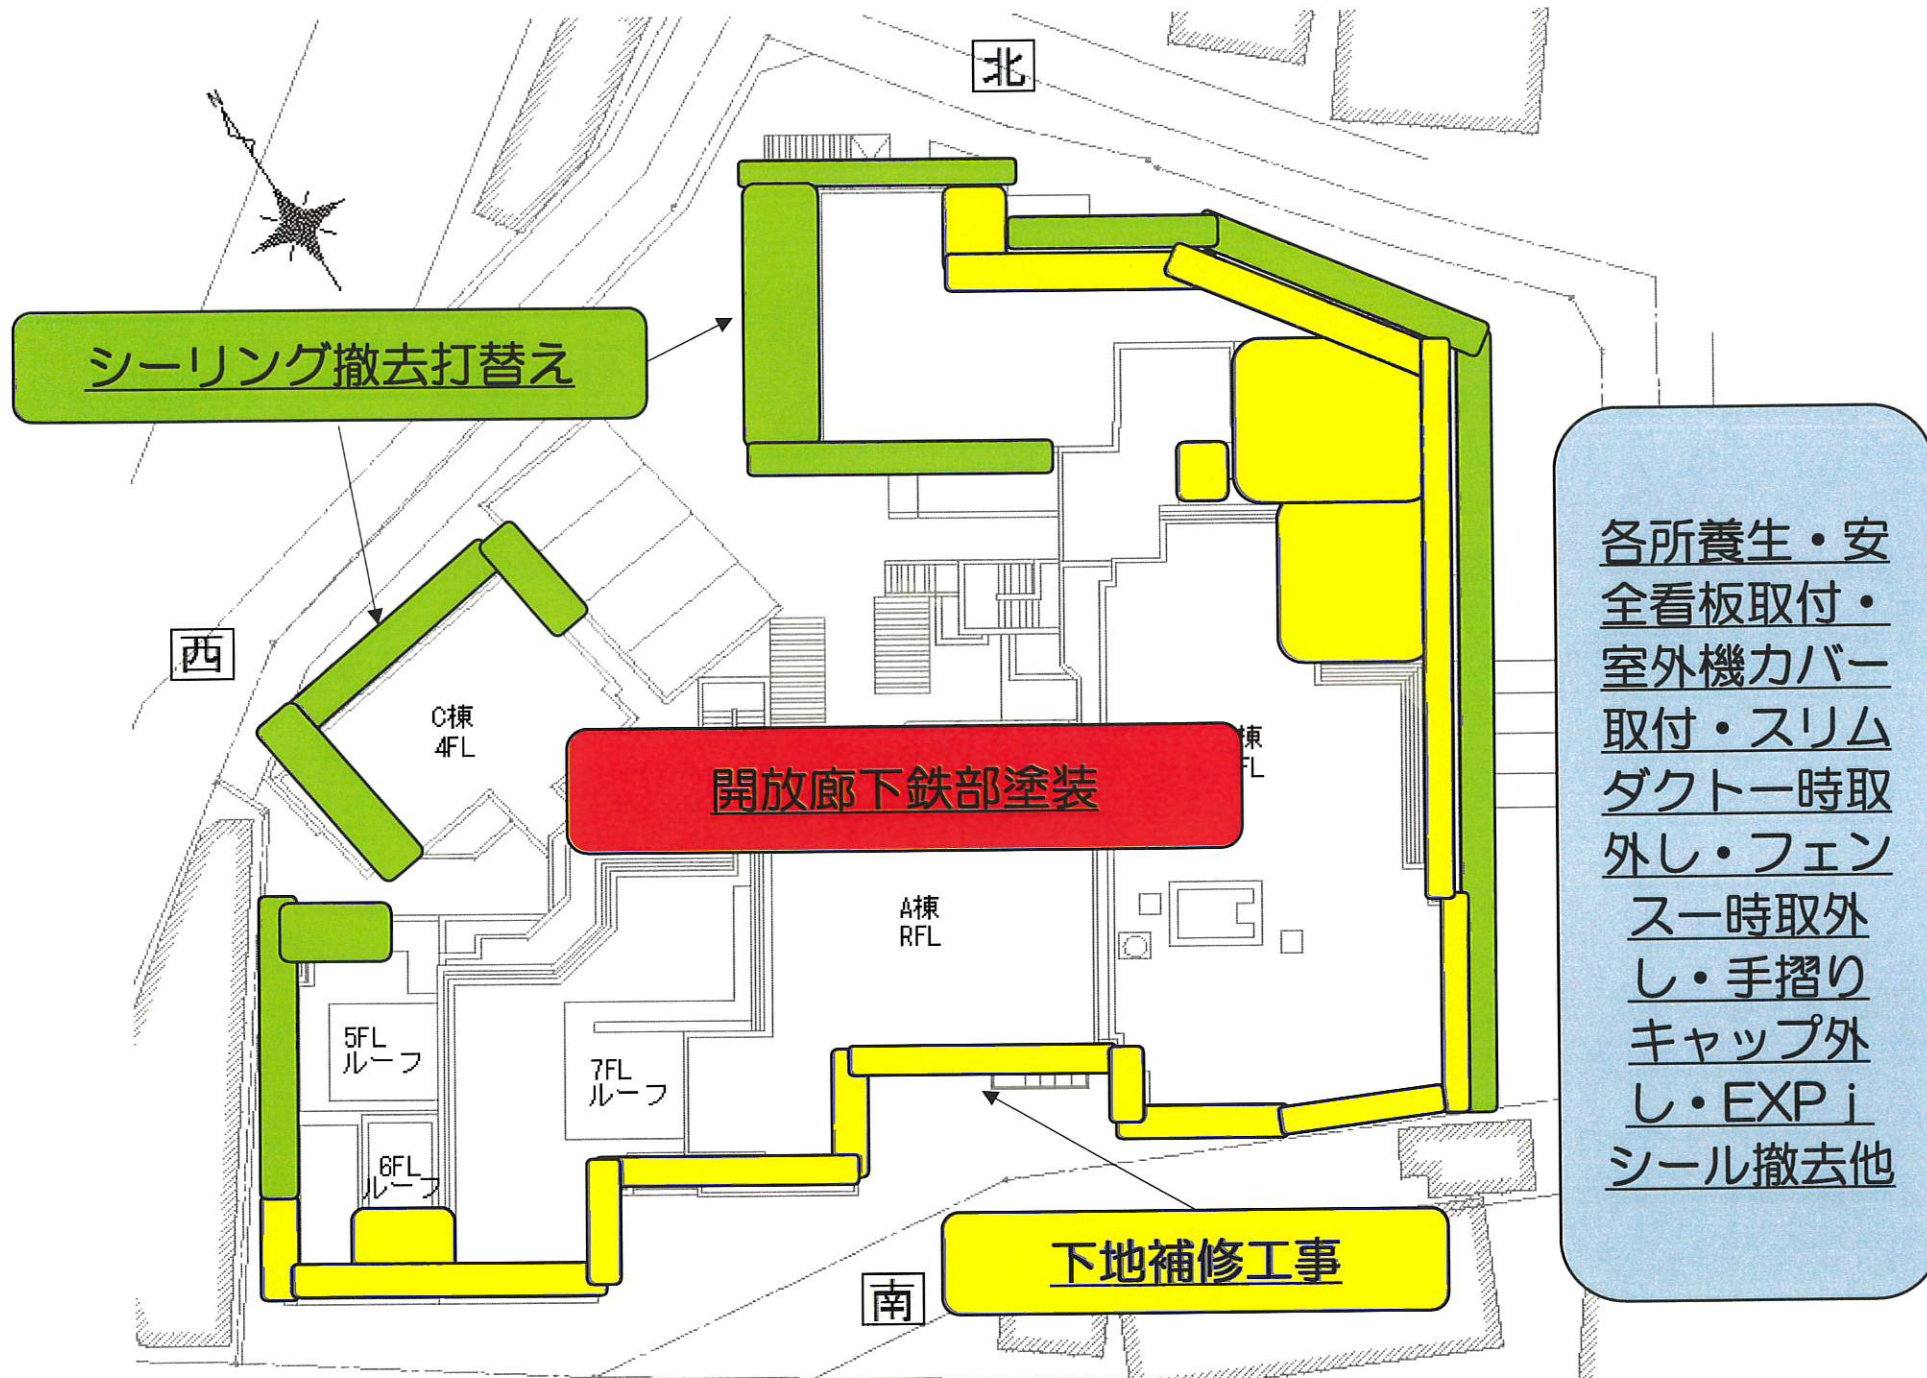 北
シーリング撤去打替え
西
C棟
4FL
開放廊下鉄部塗装
棟
FL
A棟
RFL
5FL
ルーフ
7FL
ルーフ
6FL
ルーフ
下地補修工事
南
各所養生・安
全看板取付・
室外機カバー
取付・スリム
ダクト一時取
外し・フェン
ス一時取外
し・手摺り
キャップ外
し・EXPj
シール撤去他